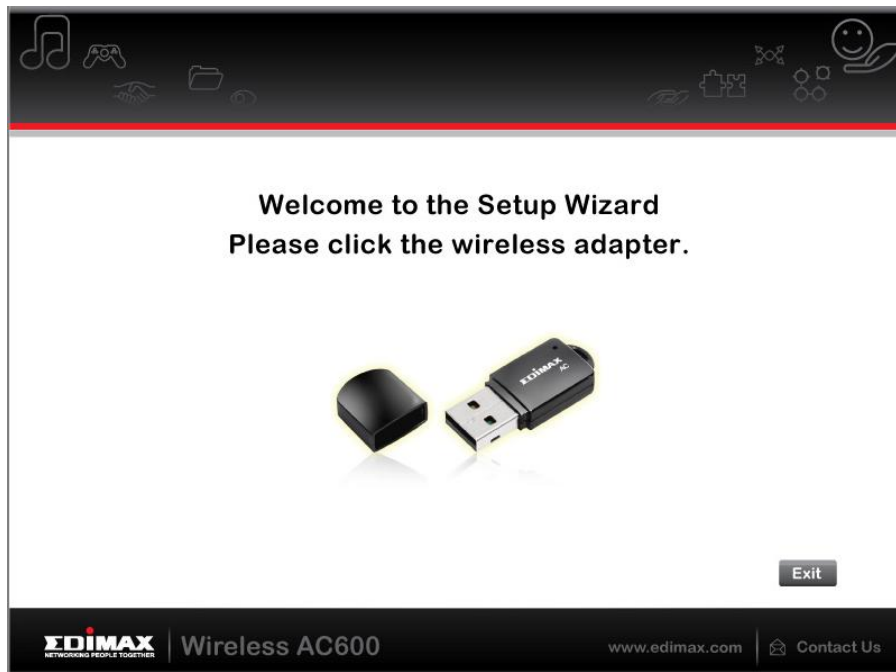 Welcome to the Setup Wizard
Please click the wireless adapter.
EDIMAX
AC
Exit
EDIMAX
NETWORKING PEOPLE TOGETHER
Wireless AC600
www.edimax.com
Contact Us